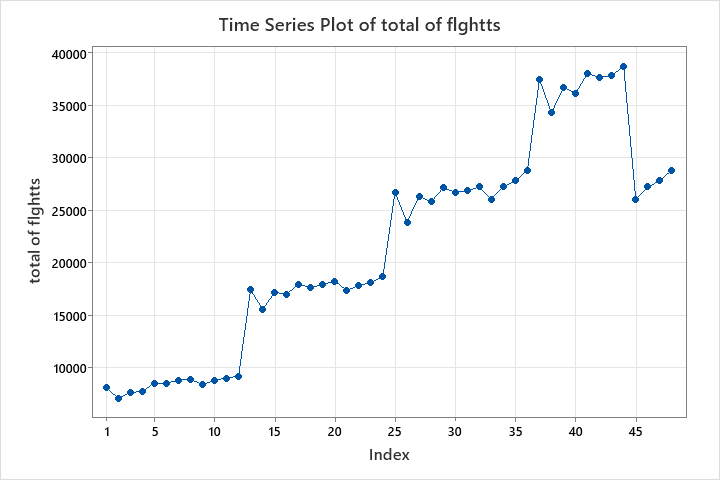 Time Series Plot of total of flghtts
40000
35000
30000
25000
20000
15000
10000
total of flghtts
1 5 10 15 20 25 30 35 40 45
Index